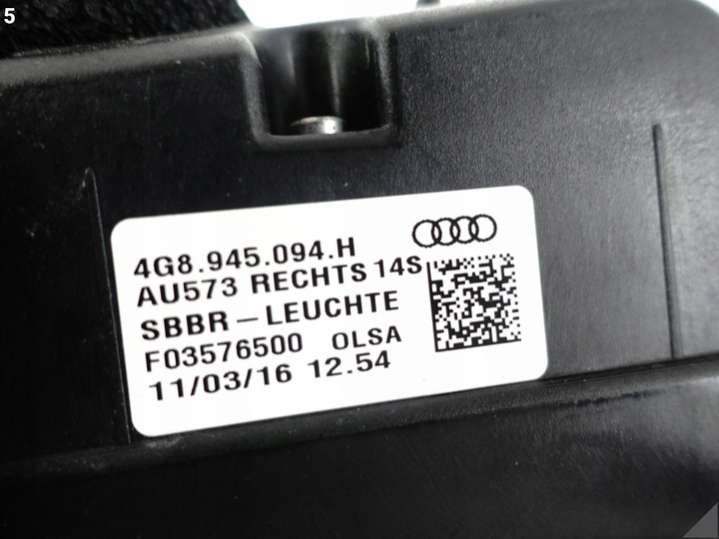 5
4G8.945.094.H
AU573 RECHTS 14S
SBBR – LEUCHTE
F03576500 OLSA
11/03/16 12.54